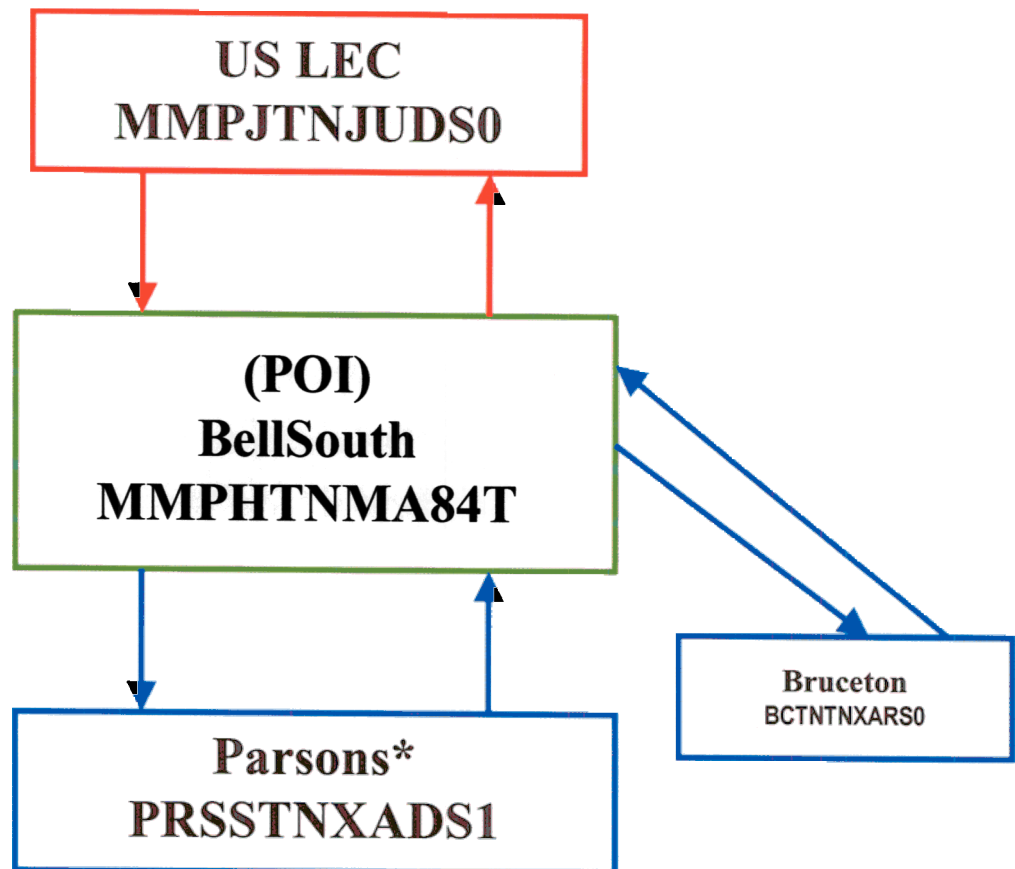 US LEC
MMPJTNJUDS0
(POI)
BellSouth
MMPHTNMA84T
Bruceton
BCTNTNXARS0
Parsons*
PRSSTNXADS1